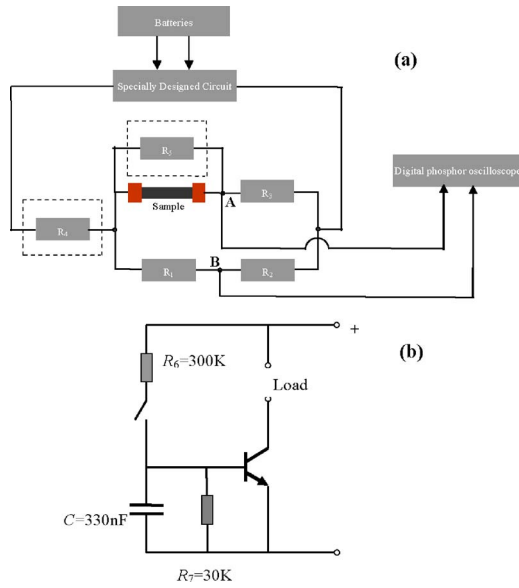 Batteries
(a)
Specially Designed Circuit
R5
Digital phosphor oscilloscope
Sample
A
R3
R4
B
R1
R2
(b)
+
R6=300K
Load
C=330nF
R7=30K